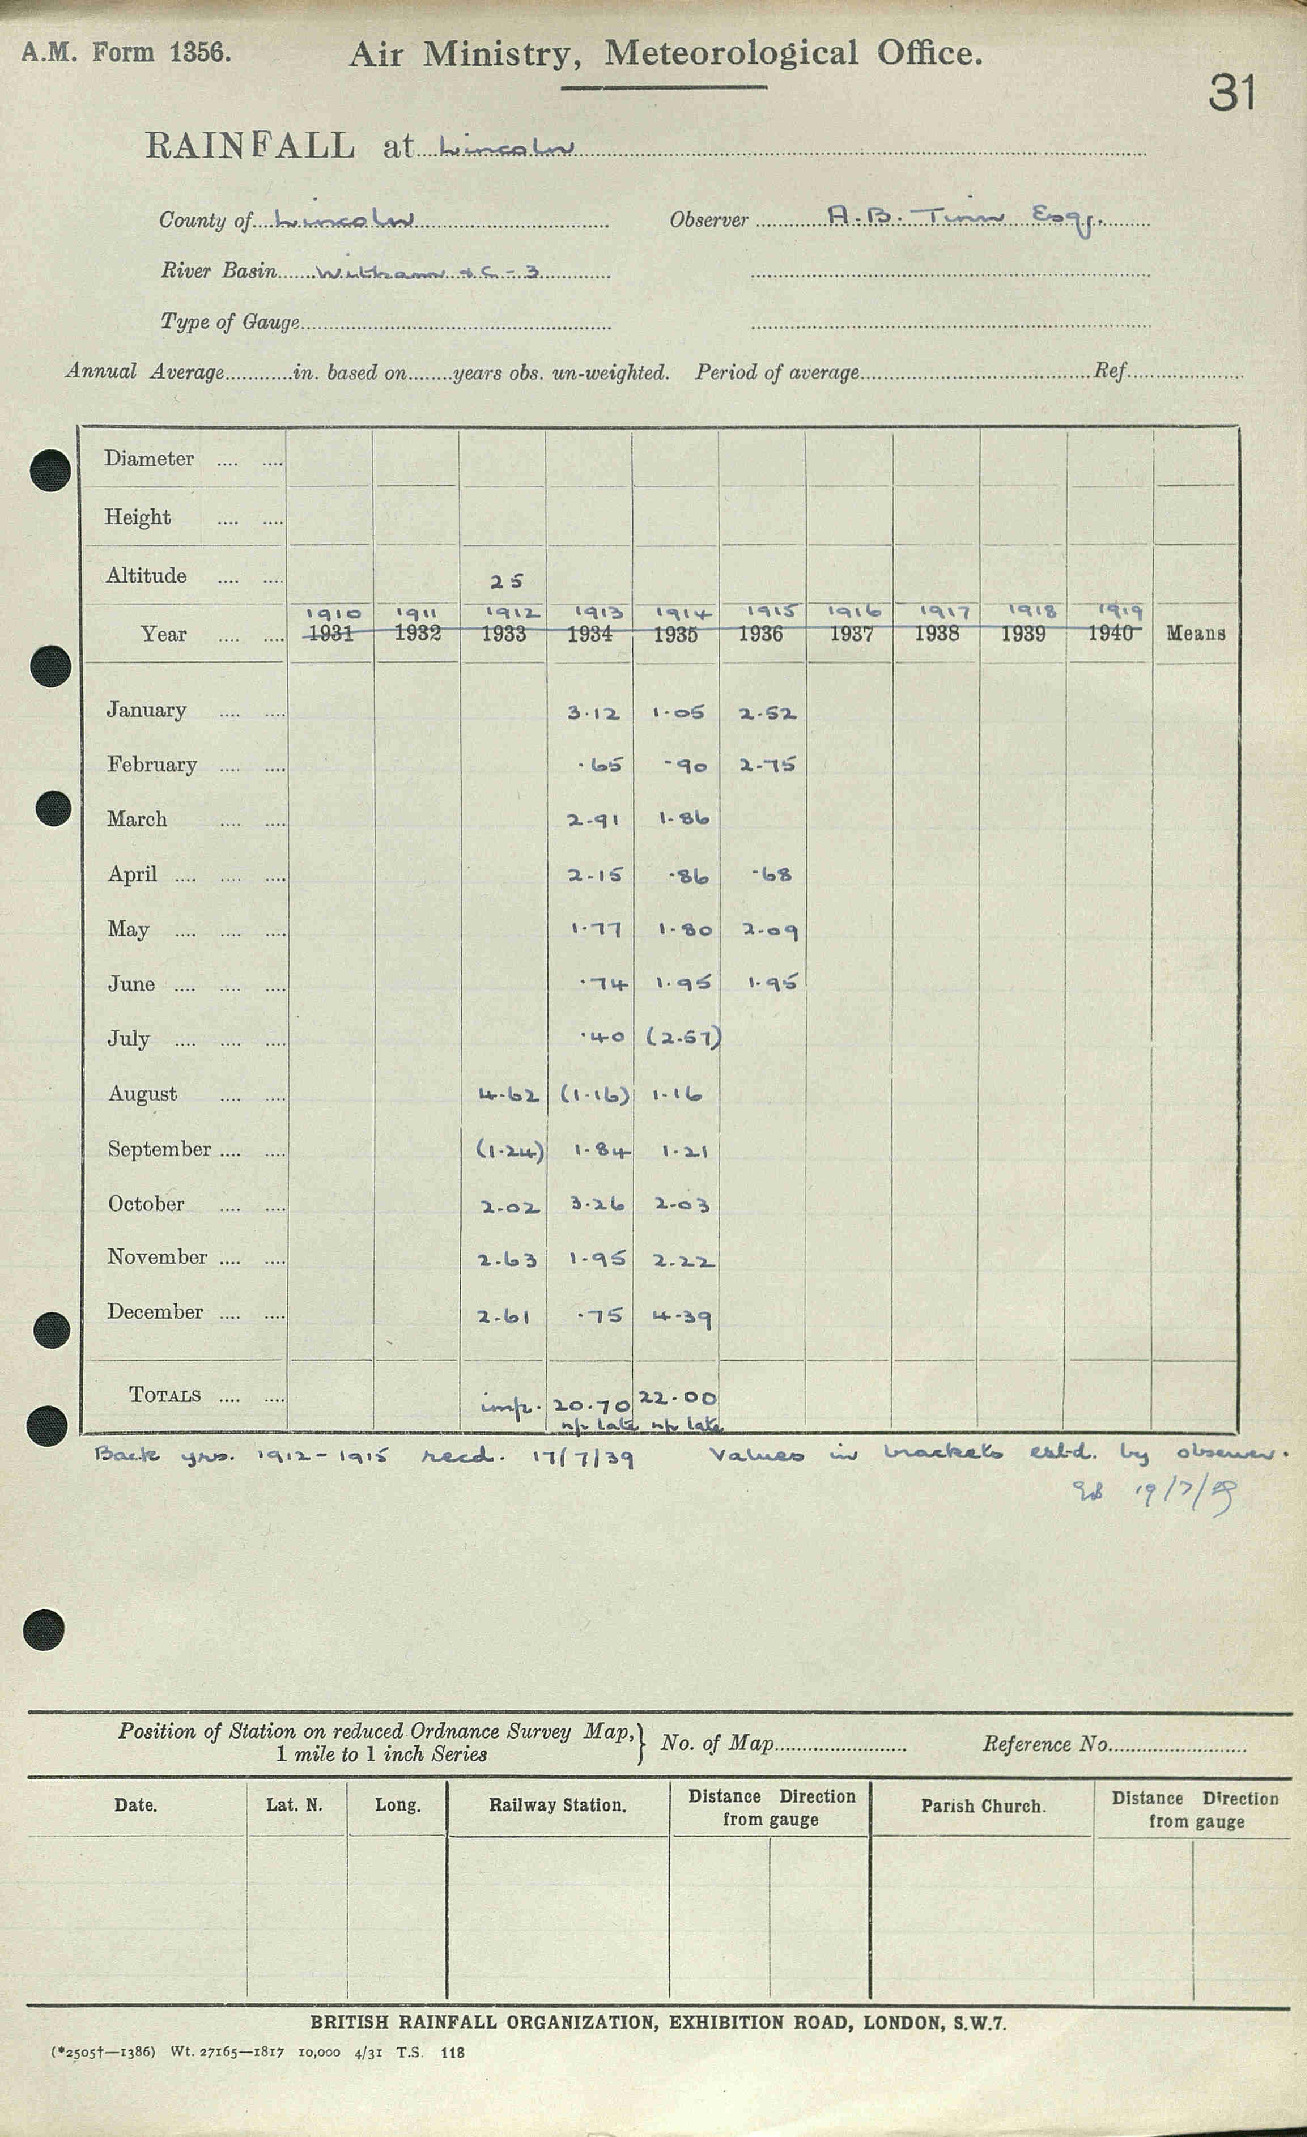 A.M. Form 1356.
Air Ministry, Meteorological Office.
31
RAINFALL at Lincoln
County of Lincoln Observer A.B. Tinn Esqr.
River Basin Witham & C - 3
Type of Gauge
Annual Average in. based on years obs. un-weighted. Period of average Ref
Diameter
Height
Altitude 25
1910 1911 1912 1913 1914 1915 1916 1917 1918 1919
Year 1931 1932 1933 1934 1935 1936 1937 1938 1939 1940 Means
January 3.12 1.05 2.52
February .65 .90 2.75
March 2.91 1.86
April 2.15 .86 .68
May 1.77 1.80 2.09
June .74 1.95 1.95
July .40 (2.57)
August 4.62 (1.16) 1.16
September (1.24) 1.84 1.21
October 2.02 3.26 2.03
November 2.63 1.95 2.22
December 2.61 .75 4.39
TOTALS imp. 20.70 22.00
np late np late
Back yrs. 1912-1915 recd. 17/7/39 Values in brackets estd. by observer.
19/7/39
Position of Station on reduced Ordnance Survey Map, } No. of Map Reference No.
1 mile to 1 inch Series
Date. Lat. N. Long. Railway Station. Distance Direction from gauge Parish Church. Distance Direction from gauge
BRITISH RAINFALL ORGANIZATION, EXHIBITION ROAD, LONDON, S.W.7.
(*2505†—1386) Wt. 27165—1817 10,000 4/31 T.S. 118